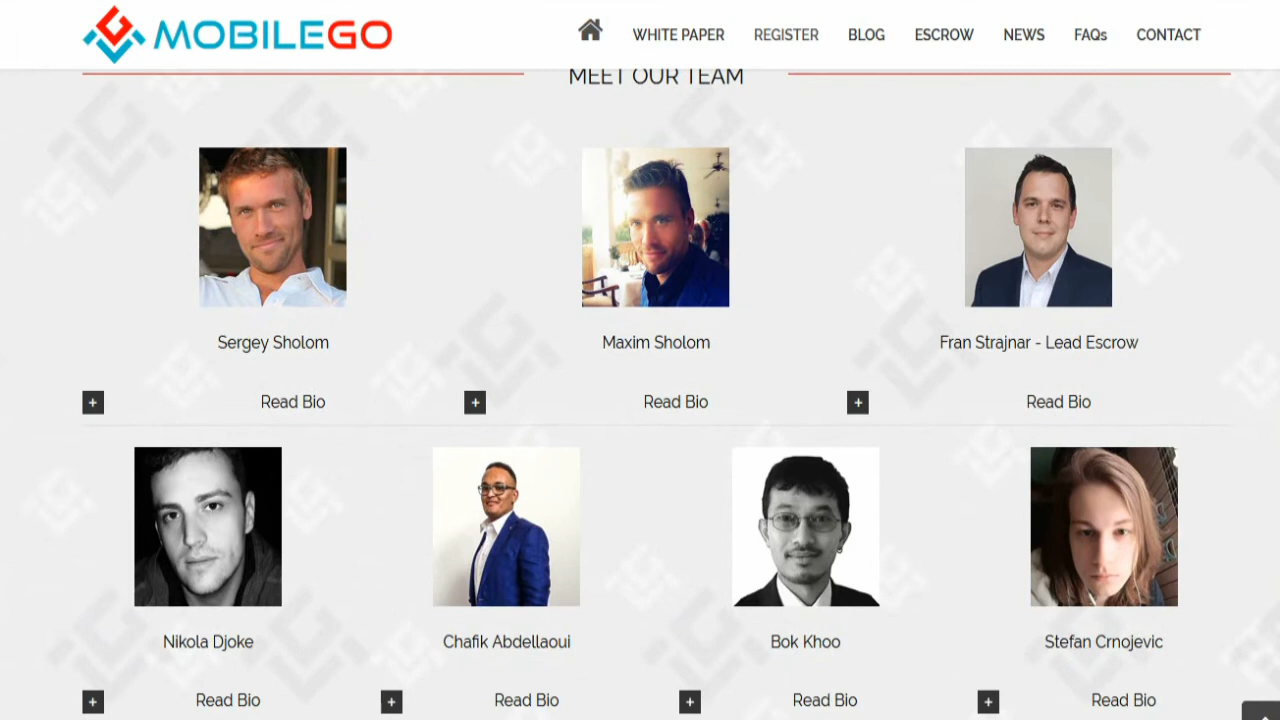 MOBILEGO
WHITE PAPER REGISTER BLOG ESCROW NEWS FAQs CONTACT
MEET OUR TEAM
Sergey Sholom Maxim Sholom Fran Strajnar - Lead Escrow
+ Read Bio + Read Bio + Read Bio
Nikola Djoke Chafik Abdellaoui Bok Khoo Stefan Crnojevic
+ Read Bio + Read Bio + Read Bio + Read Bio